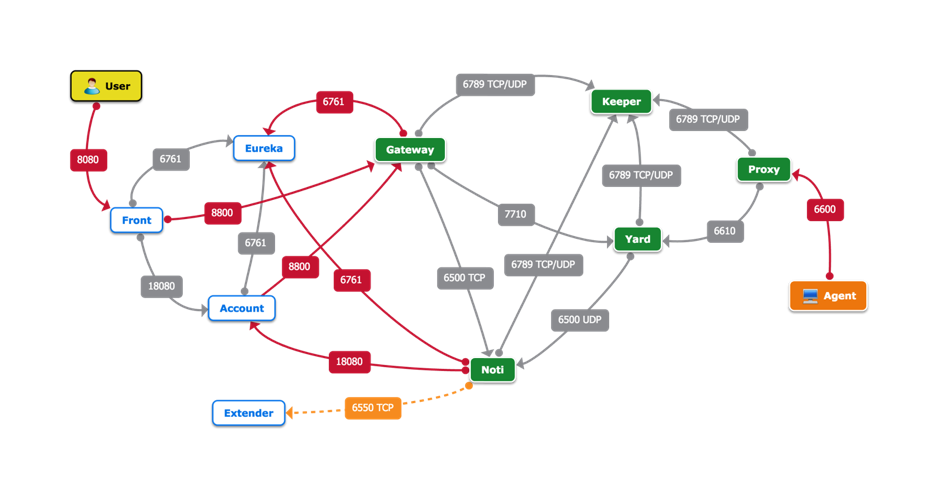 User
6789 TCP/UDP
Keeper
6761
6789 TCP/UDP
Eureka
Gateway
8080
6761
Proxy
6789 TCP/UDP
Front
8800
7710
6600
6610
Yard
6761
8800
6789 TCP/UDP
6761
6500 TCP
18080
Agent
Account
6500 UDP
18080
Noti
6550 TCP
Extender